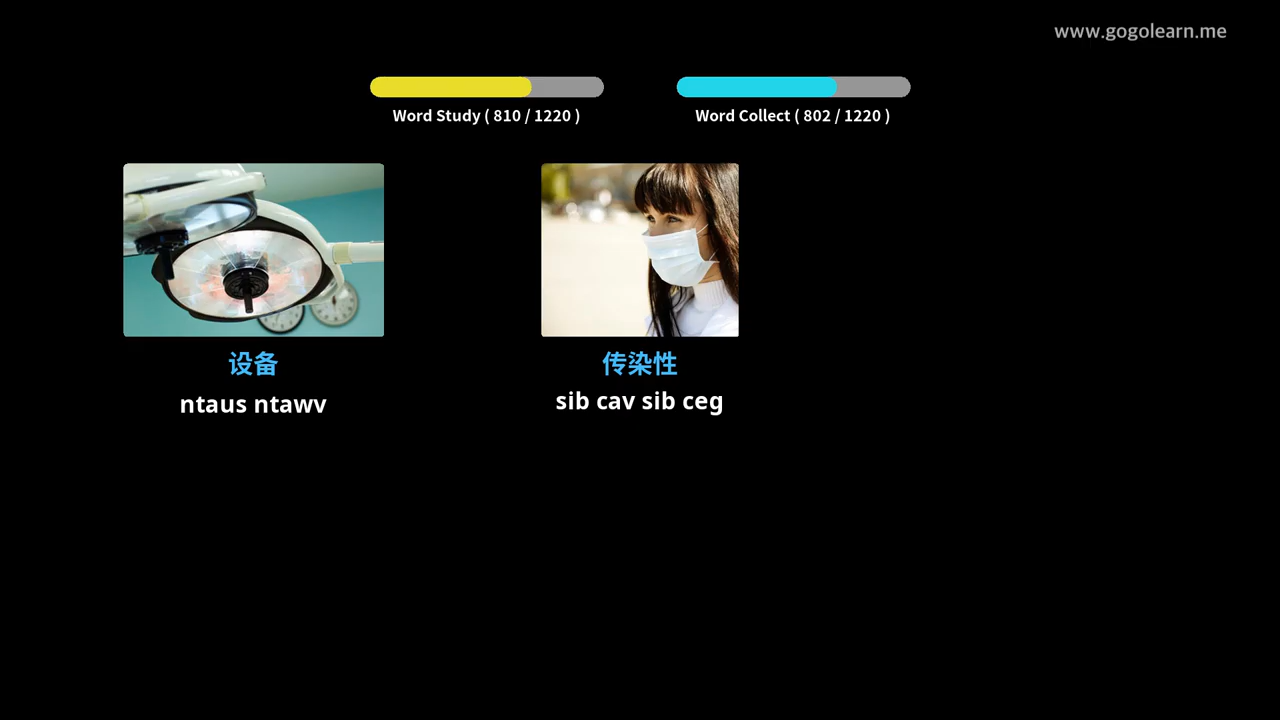 www.gogolearn.me
Word Study ( 810 / 1220 )
Word Collect ( 802 / 1220 )
设备
ntaus ntawv
传染性
sib cav sib ceg